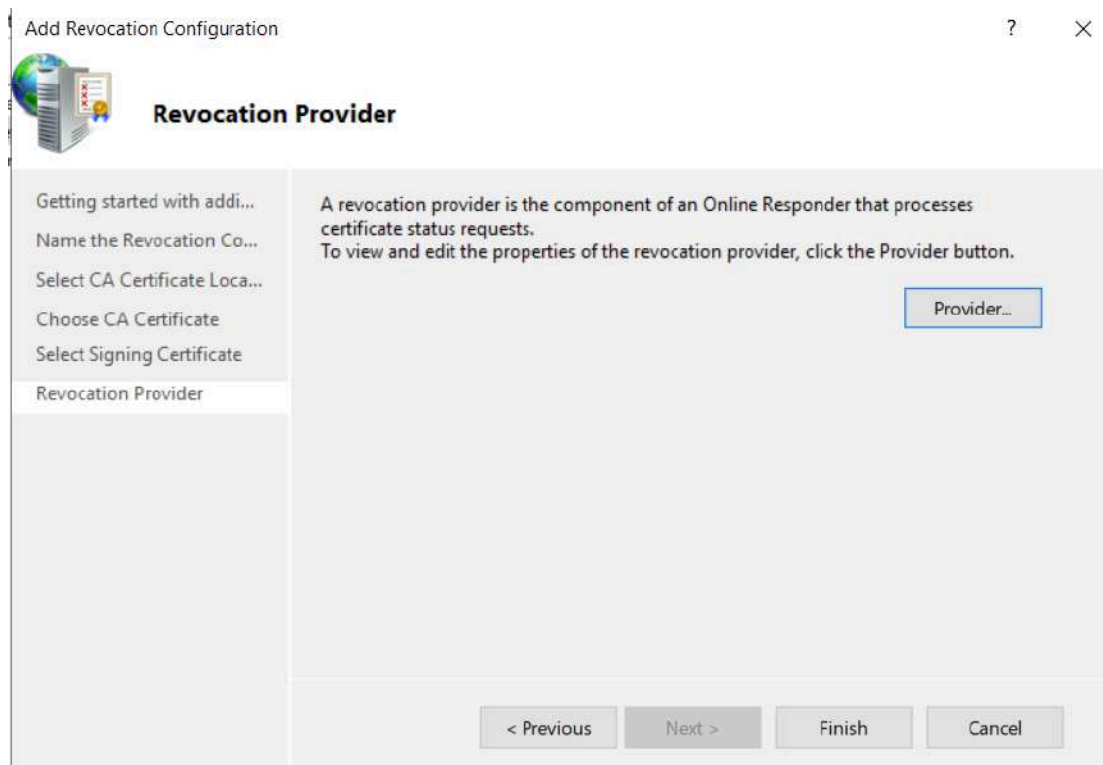 Add Revocation Configuration
?
Revocation Provider
Getting started with addi...
Name the Revocation Co...
Select CA Certificate Loca...
Choose CA Certificate
Select Signing Certificate
Revocation Provider
A revocation provider is the component of an Online Responder that processes
certificate status requests.
To view and edit the properties of the revocation provider, click the Provider button.
Provider...
< Previous
Next >
Finish
Cancel